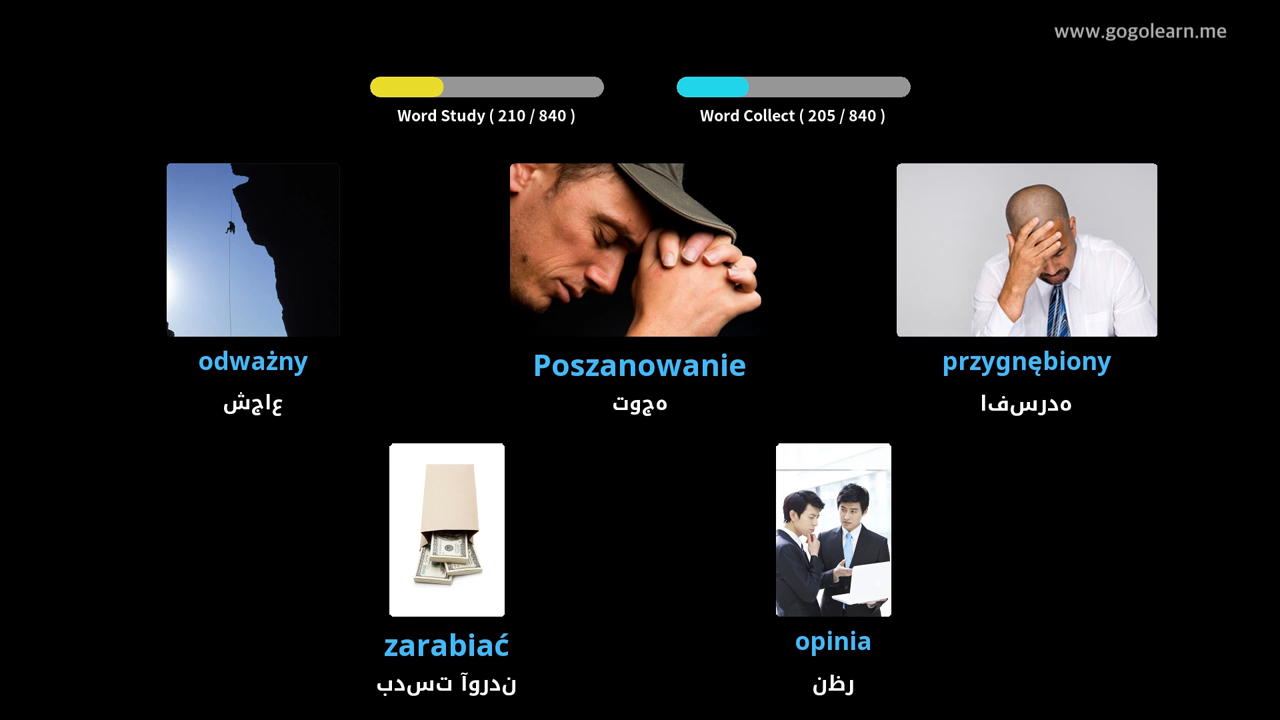 www.gogolearn.me
Word Study ( 210 / 840 )
Word Collect ( 205 / 840 )
odważny
شجاع
Poszanowanie
توجه
przygnębiony
افسرده
zarabiać
بدست آوردن
opinia
نظر